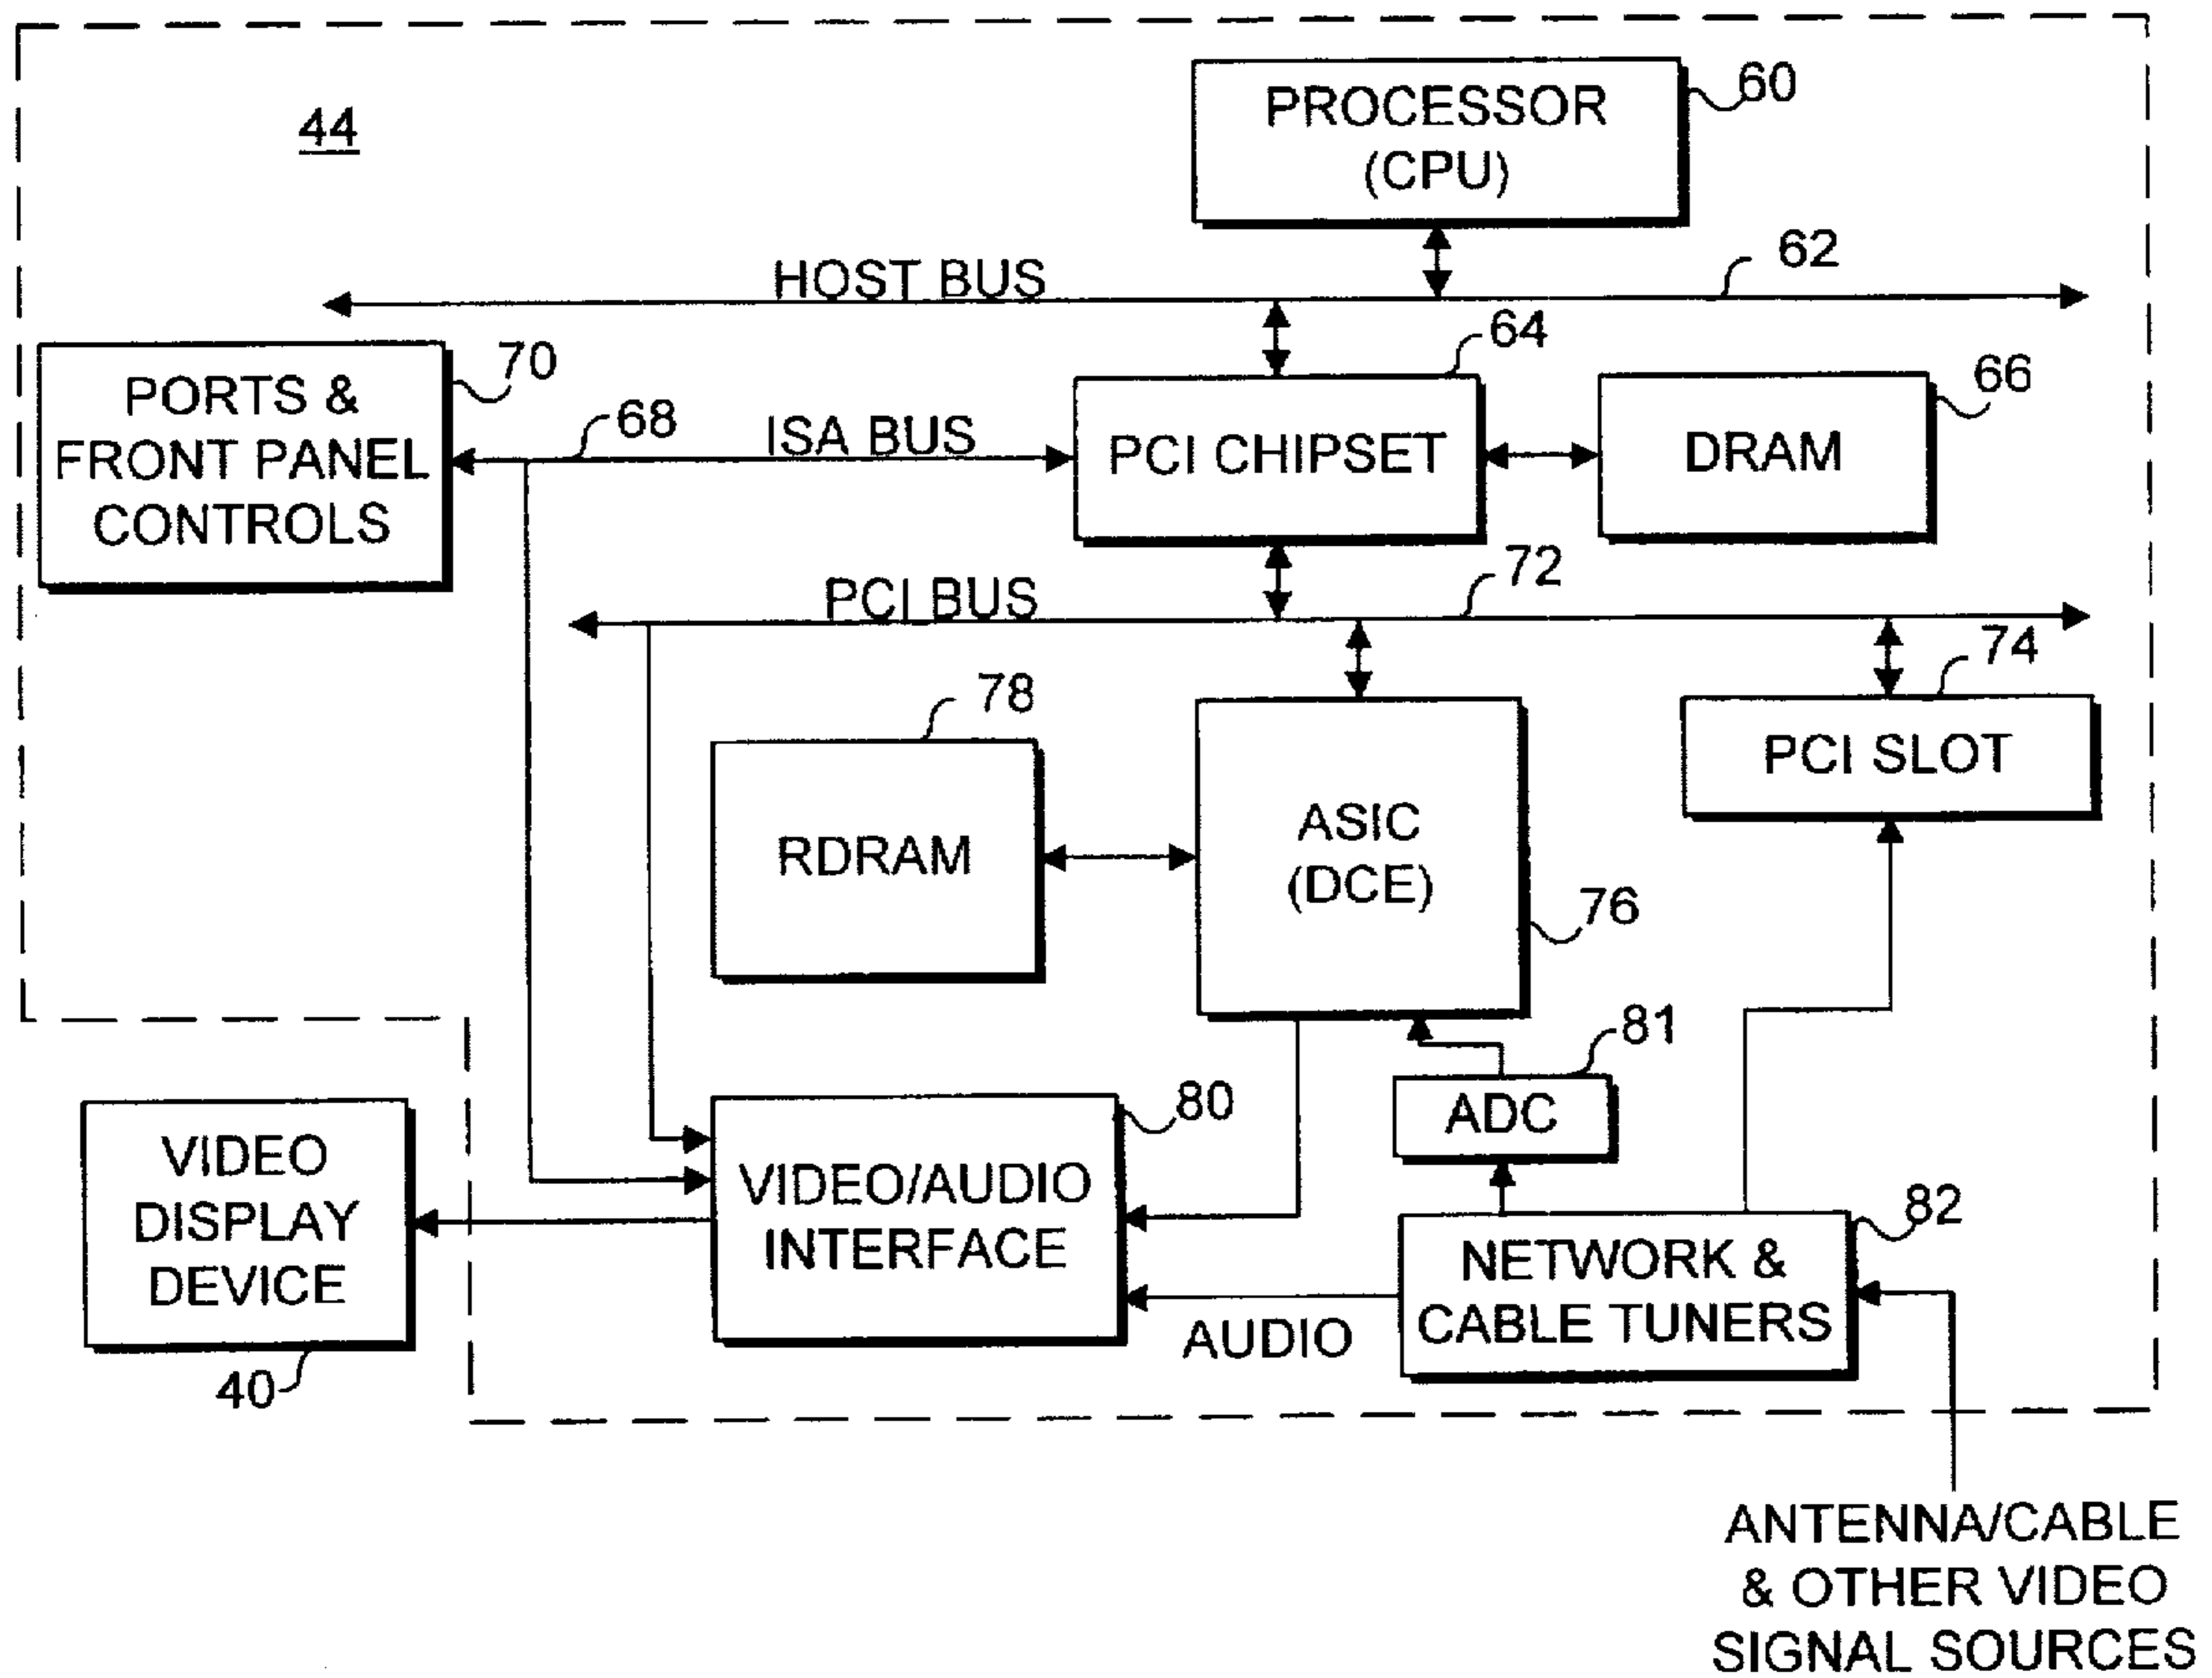 44
PROCESSOR
(CPU)
60
HOST BUS
62
64
PORTS &
FRONT PANEL
CONTROLS
70
68
ISA BUS
PCI CHIPSET
DRAM
66
PCI BUS
72
74
78
RDRAM
ASIC
(DCE)
76
PCI SLOT
81
ADC
80
VIDEO/AUDIO
INTERFACE
VIDEO
DISPLAY
DEVICE
40
AUDIO
NETWORK &
CABLE TUNERS
82
ANTENNA/CABLE
& OTHER VIDEO
SIGNAL SOURCES